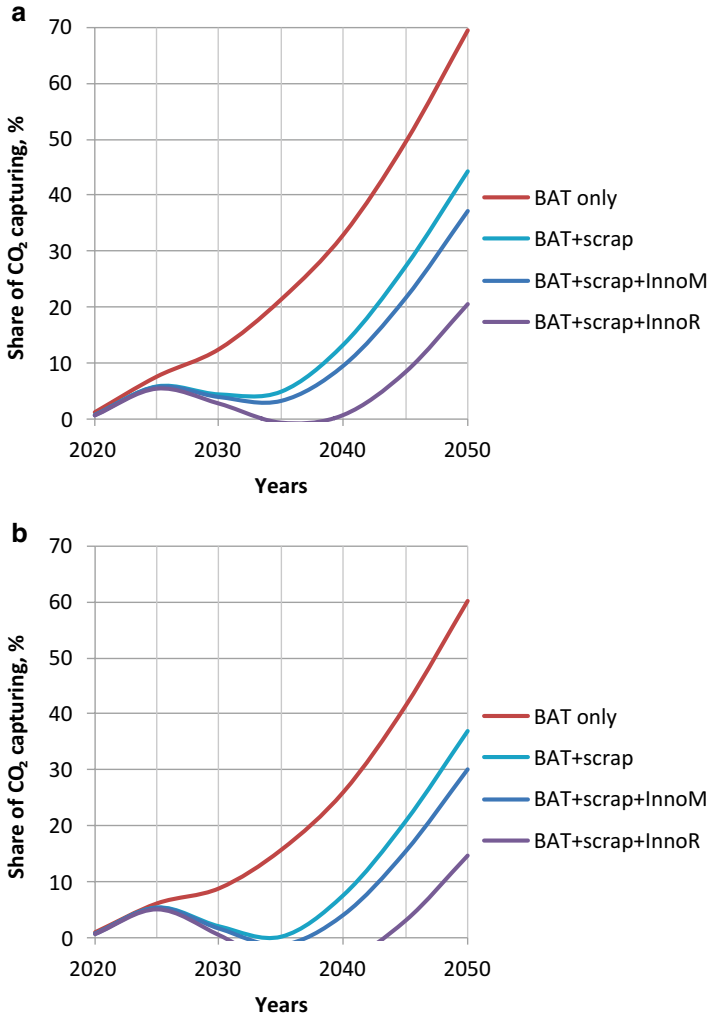 a
Share of CO₂ capturing, %
70
60
50
40
30
20
10
0
2020 2030 2040 2050
Years
BAT only
BAT+scrap
BAT+scrap+InnoM
BAT+scrap+InnoR
b
Share of CO₂ capturing, %
70
60
50
40
30
20
10
0
2020 2030 2040 2050
Years
BAT only
BAT+scrap
BAT+scrap+InnoM
BAT+scrap+InnoR